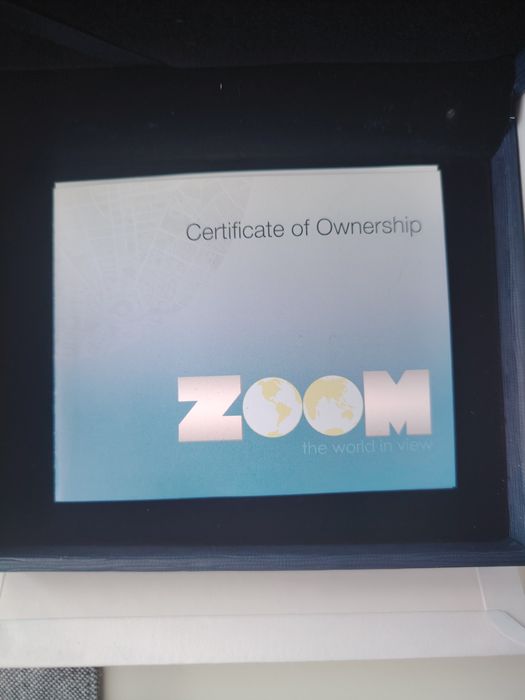 Certificate of Ownership
ZOOM
the world in view